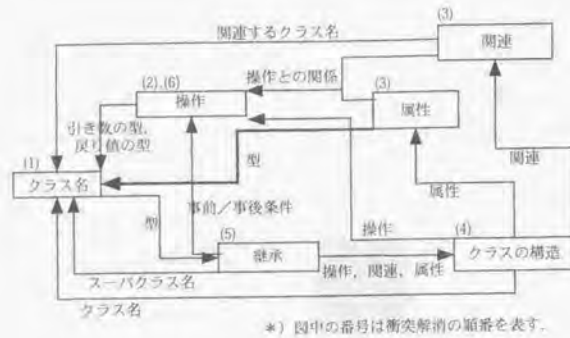 (3)
関連するクラス名
関連
(2),(6)
操作との関係
(3)
操作
属性
引き数の型,
戻り値の型
(1)
クラス名
型
関連
属性
事前／事後条件
型
操作
(5)
(4)
継承
クラスの構造
スーパクラス名
操作, 関連, 属性
クラス名
*）図中の番号は衝突解消の順番を表す.